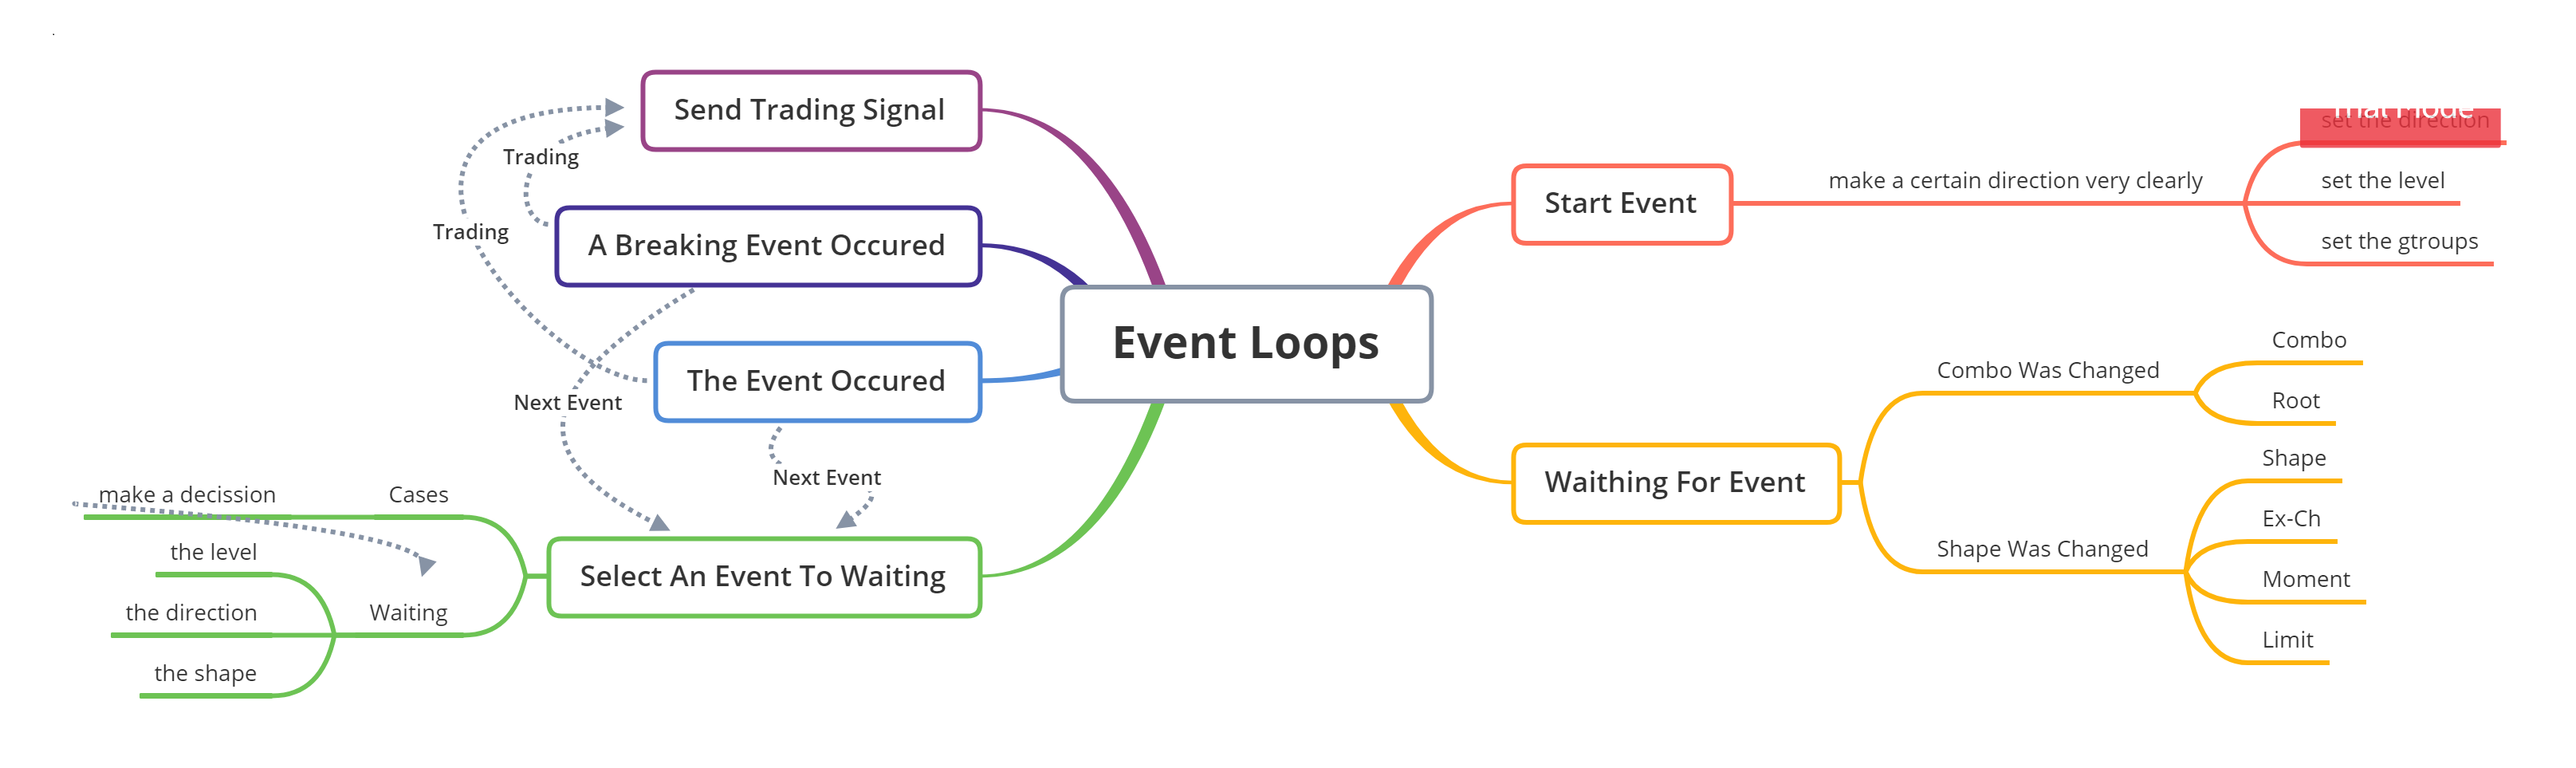 Send Trading Signal
Trading
Trading
A Breaking Event Occured
The Event Occured
Next Event
Next Event
Select An Event To Waiting
Cases
make a decission
Waiting
the level
the direction
the shape
Event Loops
Start Event
make a certain direction very clearly
Trial Mode
set the direction
set the level
set the gtroups
Waithing For Event
Combo Was Changed
Combo
Root
Shape Was Changed
Shape
Ex-Ch
Moment
Limit